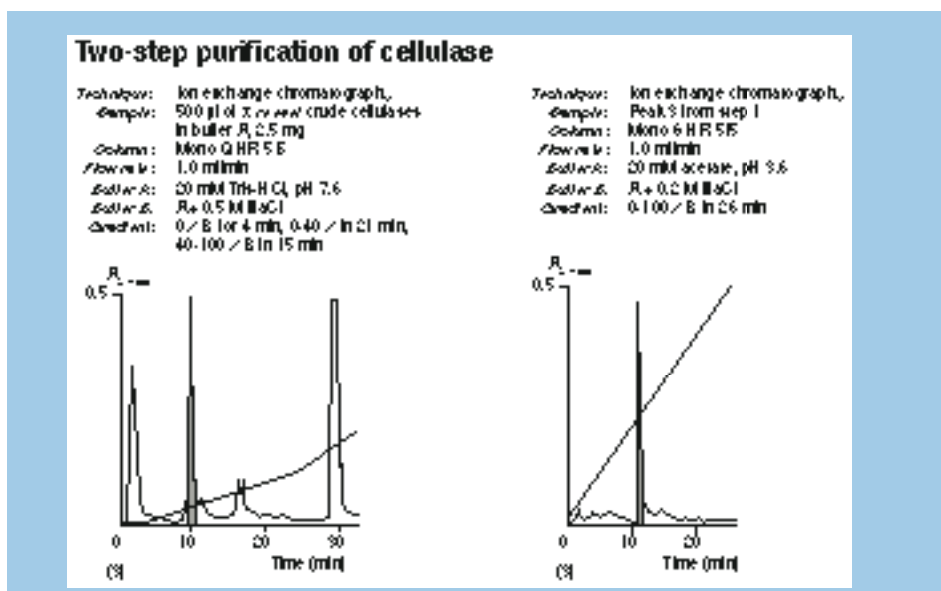 Two-step purification of cellulase
Technique: Ion exchange chromatograph
Sample: 500 µl of crude cellulases
in buffer A, 2.5 mg
Column: Mono Q HR 5/5
Flow rate: 1.0 ml/min
Buffer A: 20 mM Tris-HCl, pH 7.6
Buffer B: A + 0.5 M NaCl
Gradient: 0 / B for 4 min, 0-40 / in 21 min,
40-100 / B in 15 min
A
0.5
0 10 20 30
Time (min)
Technique: Ion exchange chromatograph
Sample: Peak from step 1
Column: Mono HR 5/5
Flow rate: 1.0 ml/min
Buffer A: 20 mM acetate, pH 3.6
Buffer B: A + 0.2 M NaCl
Gradient: 0-100 / B in 26 min
A
0.5
0 10 20
Time (min)